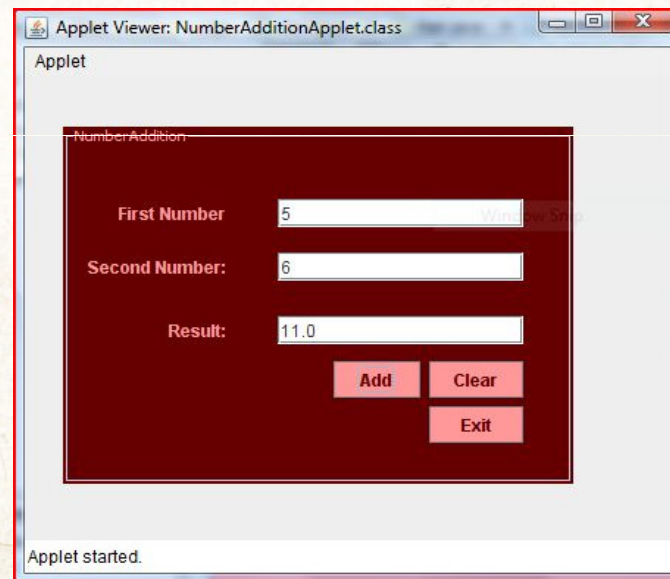 Applet Viewer: NumberAdditionApplet.class
Applet
NumberAddition
First Number 5
Window Snip
Second Number: 6
Result: 11.0
Add Clear
Exit
Applet started.